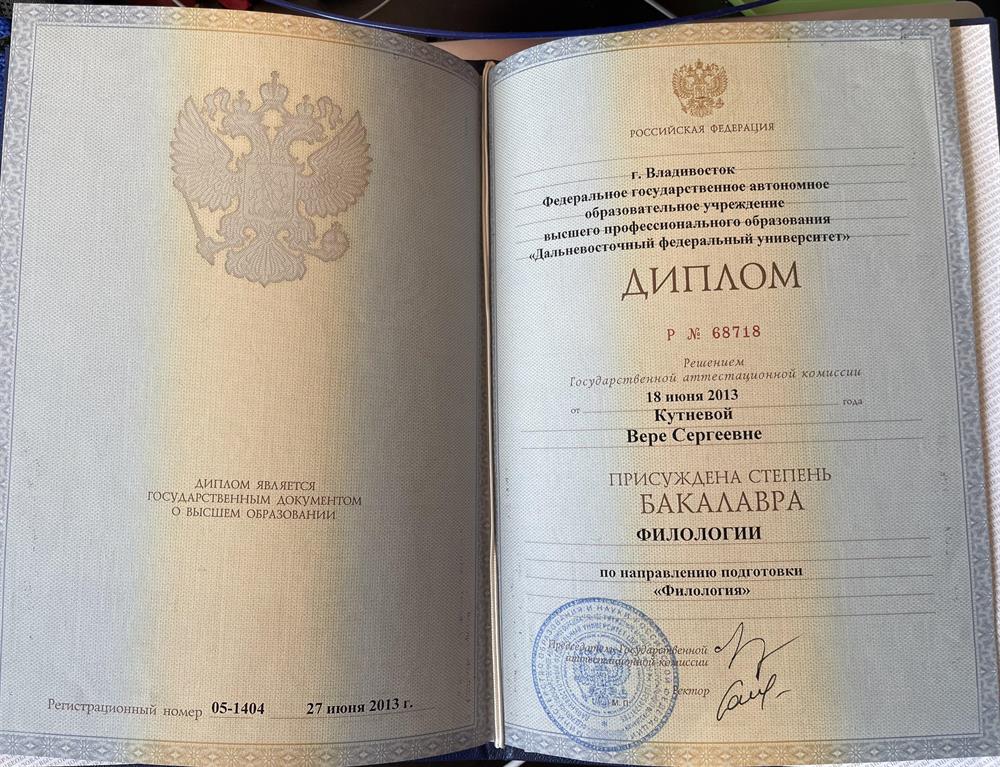 ДИПЛОМ ЯВЛЯЕТСЯ
ГОСУДАРСТВЕННЫМ ДОКУМЕНТОМ
О ВЫСШЕМ ОБРАЗОВАНИИ
Регистрационный номер 05-1404 27 июня 2013 г.
РОССИЙСКАЯ ФЕДЕРАЦИЯ
г. Владивосток
Федеральное государственное автономное
образовательное учреждение
высшего профессионального образования
«Дальневосточный федеральный университет»
ДИПЛОМ
Р № 68718
Решением
Государственной аттестационной комиссии
от 18 июня 2013 года
Кутневой
Вере Сергеевне
ПРИСУЖДЕНА СТЕПЕНЬ
БАКАЛАВРА
ФИЛОЛОГИИ
по направлению подготовки
«Филология»
Председатель Государственной
аттестационной комиссии
Ректор
М. П.